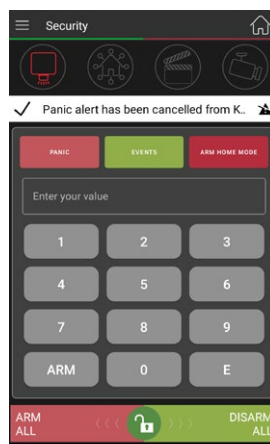 Security
Panic alert has been cancelled from K..
PANIC
EVENTS
ARM HOME MODE
Enter your value
1 2 3
4 5 6
7 8 9
ARM 0 E
ARM ALL
DISARM ALL